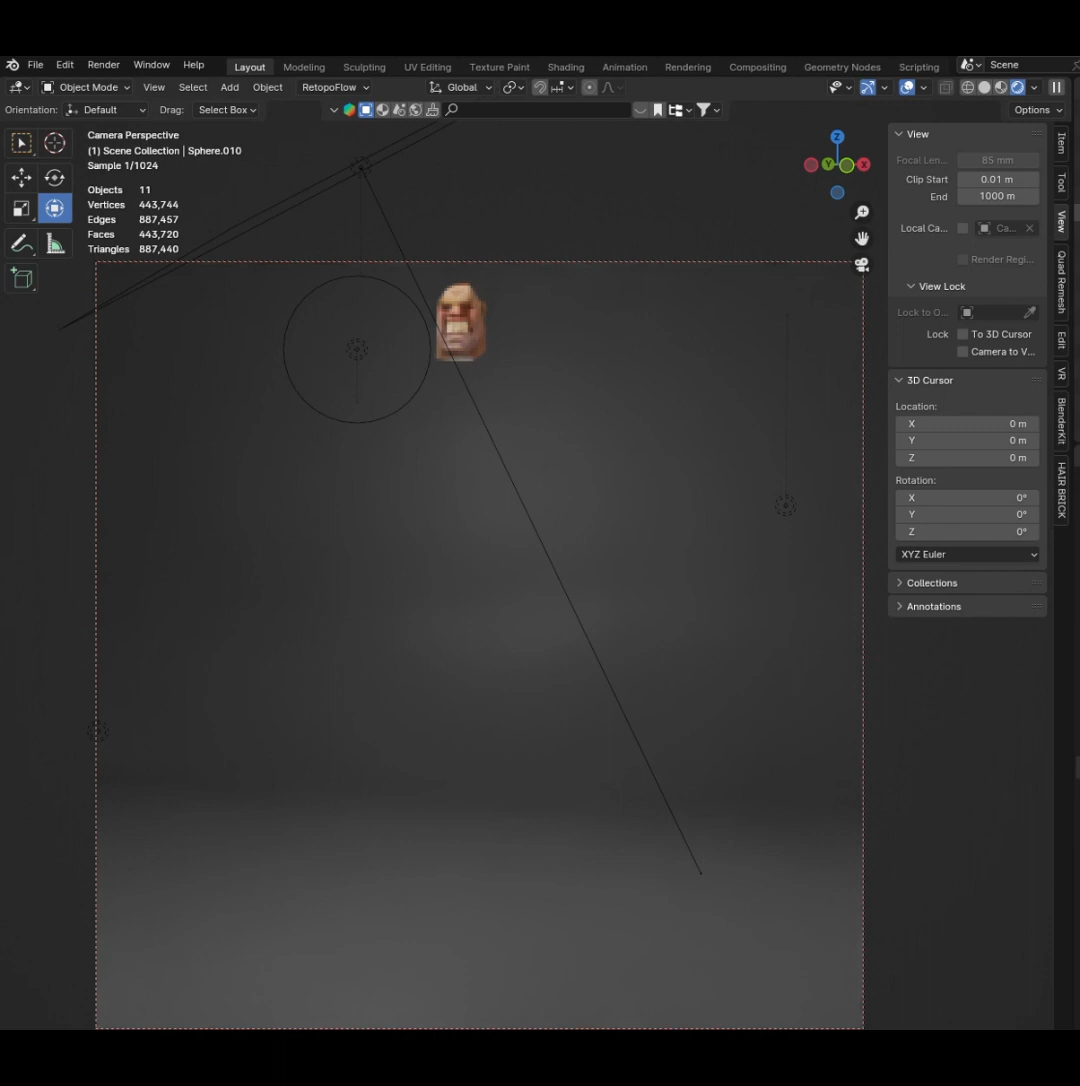 File Edit Render Window Help Layout Modeling Sculpting UV Editing Texture Paint Shading Animation Rendering Compositing Geometry Nodes Scripting Scene
Object Mode View Select Add Object RetopoFlow Global
Orientation: Default Drag: Select Box Options
Camera Perspective
(1) Scene Collection | Sphere.010
Sample 1/1024
Objects 11
Vertices 443,744
Edges 887,457
Faces 443,720
Triangles 887,440
Z
Y
X
View
Focal Len... 85 mm
Clip Start 0.01 m
End 1000 m
Local Ca... Ca...
Render Regi...
View Lock
Lock to O...
Lock To 3D Cursor
Camera to V...
3D Cursor
Location:
X 0 m
Y 0 m
Z 0 m
Rotation:
X 0°
Y 0°
Z 0°
XYZ Euler
Collections
Annotations
Item
Tool
View
Quad Remesh
Edit
VR
BlenderKit
HAIR BRICK